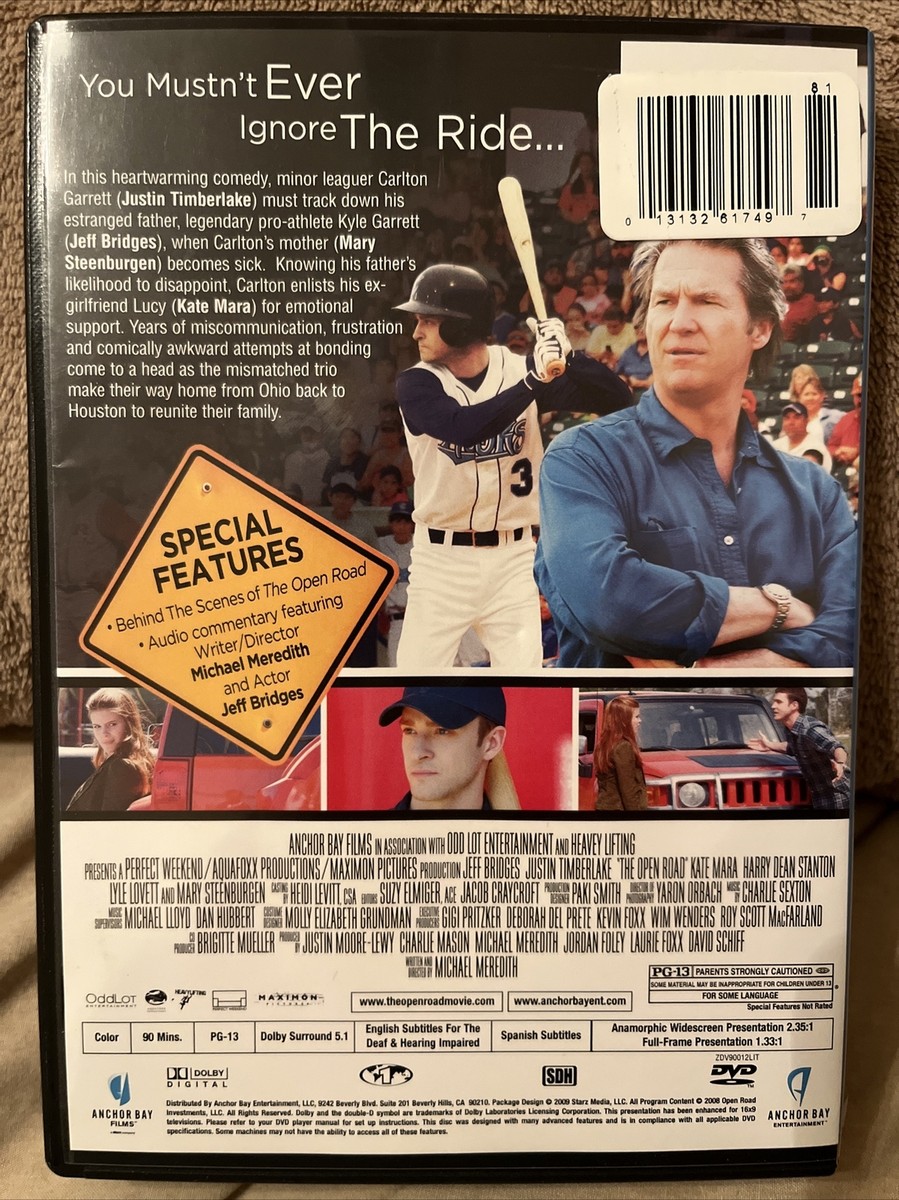 You Mustn't Ever
Ignore The Ride...
81
0 13132 61749 7
In this heartwarming comedy, minor leaguer Carlton
Garrett (Justin Timberlake) must track down his
estranged father, legendary pro-athlete Kyle Garrett
(Jeff Bridges), when Carlton's mother (Mary
Steenburgen) becomes sick. Knowing his father's
likelihood to disappoint, Carlton enlists his ex-
girlfriend Lucy (Kate Mara) for emotional
support. Years of miscommunication, frustration
and comically awkward attempts at bonding
come to a head as the mismatched trio
make their way home from Ohio back to
Houston to reunite their family.
3
SPECIAL
FEATURES
• Behind The Scenes of The Open Road
• Audio commentary featuring
Writer/Director
Michael Meredith
and Actor
Jeff Bridges
ANCHOR BAY FILMS IN ASSOCIATION WITH ODD LOT ENTERTAINMENT AND HEAVEY LIFTING
PRESENTS A PERFECT WEEKEND/AQUAFOXX PRODUCTIONS/MAXIMON PICTURES PRODUCTION JEFF BRIDGES JUSTIN TIMBERLAKE "THE OPEN ROAD" KATE MARA HARRY DEAN STANTON
LYLE LOVETT AND MARY STEENBURGEN CASTING BY HEIDI LEVITT, CSA EDITORS SUZY ELMIGER, ACE JACOB CRAYCROFT PRODUCTION DESIGNER PAKI SMITH DIRECTOR OF PHOTOGRAPHY YARON ORBACH MUSIC BY CHARLIE SEXTON
MUSIC SUPERVISORS MICHAEL LLOYD DAN HUBBERT COSTUME DESIGNER MOLLY ELIZABETH GRUNDMAN EXECUTIVE PRODUCERS GIGI PRITZKER DEBORAH DEL PRETE KEVIN FOXX WIM WENDERS ROY SCOTT MACFARLAND
CO PRODUCER BRIGITTE MUELLER PRODUCED BY JUSTIN MOORE-LEWY CHARLIE MASON MICHAEL MEREDITH JORDAN FOLEY LAURIE FOXX DAVID SCHIFF
WRITTEN AND DIRECTED BY MICHAEL MEREDITH
PG-13 PARENTS STRONGLY CAUTIONED
SOME MATERIAL MAY BE INAPPROPRIATE FOR CHILDREN UNDER 13
FOR SOME LANGUAGE
Special Features Not Rated
OddLot
ENTERTAINMENT
HEAVY LIFTING
MAXIMON
www.theopenroadmovie.com
www.anchorbayent.com
Color
90 Mins.
PG-13
Dolby Surround 5.1
English Subtitles For The
Deaf & Hearing Impaired
Spanish Subtitles
Anamorphic Widescreen Presentation 2.35:1
Full-Frame Presentation 1.33:1
ZDV90012LIT
ANCHOR BAY
FILMS™
DOLBY
DIGITAL
1
SDH
DVD
ANCHOR BAY
ENTERTAINMENT
Distributed By Anchor Bay Entertainment, LLC, 9242 Beverly Blvd. Suite 201 Beverly Hills, CA 90210. Package Design © 2009 Starz Media, LLC. All Program Content © 2008 Open Road
Investments, LLC. All Rights Reserved. Dolby and the double-D symbol are trademarks of Dolby Laboratories Licensing Corporation. This presentation has been enhanced for 16x9
televisions. Please refer to your DVD player manual for set up instructions. This disc was designed with many advanced features and is in compliance with all applicable DVD
specifications. Some machines may not have the ability to access all of these features.